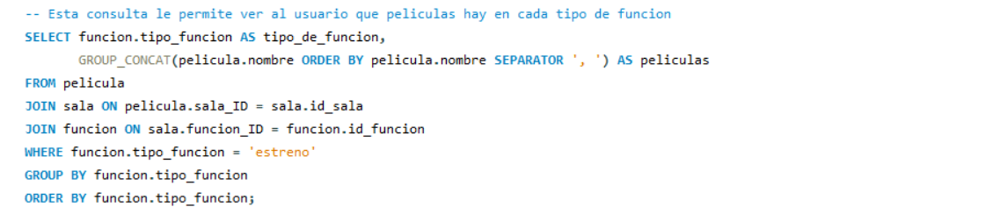 -- Esta consulta le permite ver al usuario que peliculas hay en cada tipo de funcion
SELECT funcion.tipo_funcion AS tipo_de_funcion,
GROUP_CONCAT(pelicula.nombre ORDER BY pelicula.nombre SEPARATOR ', ') AS peliculas
FROM pelicula
JOIN sala ON pelicula.sala_ID = sala.id_sala
JOIN funcion ON sala.funcion_ID = funcion.id_funcion
WHERE funcion.tipo_funcion = 'estreno'
GROUP BY funcion.tipo_funcion
ORDER BY funcion.tipo_funcion;